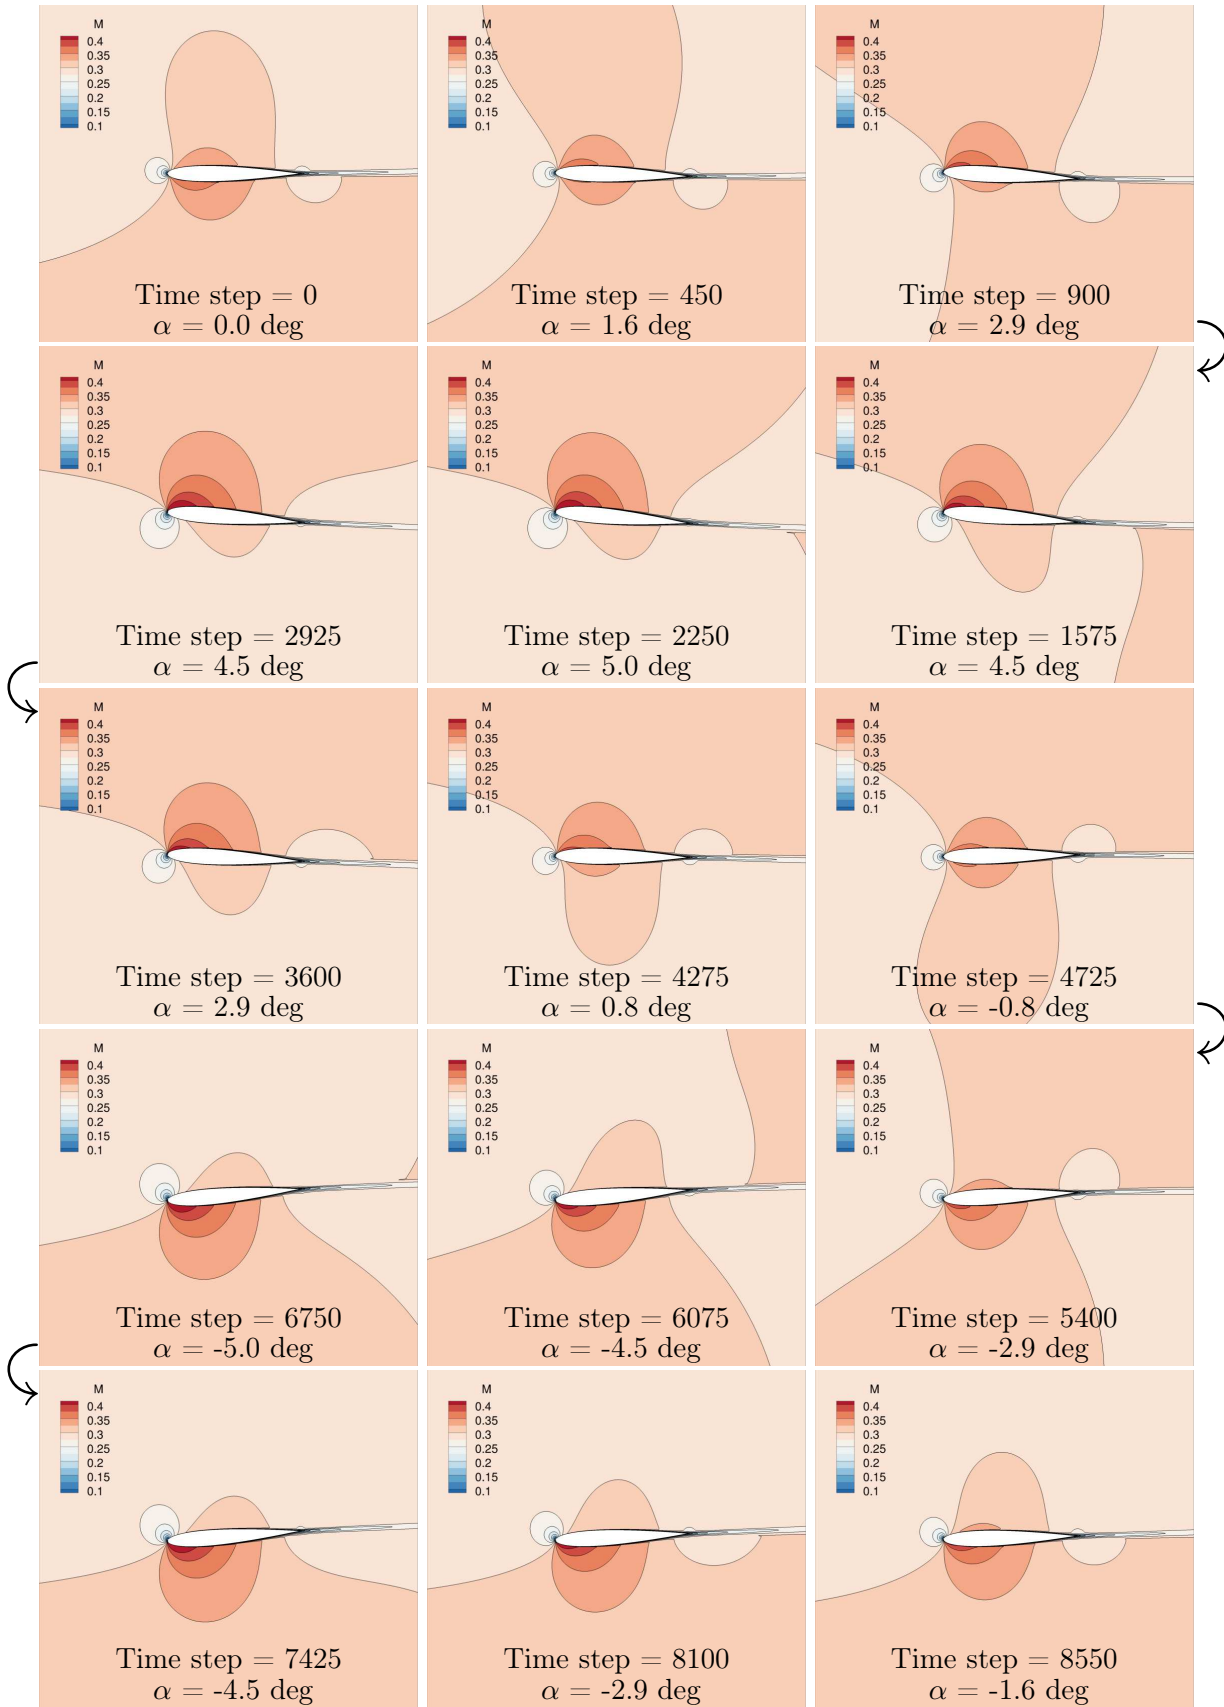 M
0.4
0.35
0.3
0.25
0.2
0.15
0.1
Time step = 0
α = 0.0 deg
M
0.4
0.35
0.3
0.25
0.2
0.15
0.1
Time step = 450
α = 1.6 deg
M
0.4
0.35
0.3
0.25
0.2
0.15
0.1
Time step = 900
α = 2.9 deg
M
0.4
0.35
0.3
0.25
0.2
0.15
0.1
Time step = 2925
α = 4.5 deg
M
0.4
0.35
0.3
0.25
0.2
0.15
0.1
Time step = 2250
α = 5.0 deg
M
0.4
0.35
0.3
0.25
0.2
0.15
0.1
Time step = 1575
α = 4.5 deg
M
0.4
0.35
0.3
0.25
0.2
0.15
0.1
Time step = 3600
α = 2.9 deg
M
0.4
0.35
0.3
0.25
0.2
0.15
0.1
Time step = 4275
α = 0.8 deg
M
0.4
0.35
0.3
0.25
0.2
0.15
0.1
Time step = 4725
α = -0.8 deg
M
0.4
0.35
0.3
0.25
0.2
0.15
0.1
Time step = 6750
α = -5.0 deg
M
0.4
0.35
0.3
0.25
0.2
0.15
0.1
Time step = 6075
α = -4.5 deg
M
0.4
0.35
0.3
0.25
0.2
0.15
0.1
Time step = 5400
α = -2.9 deg
M
0.4
0.35
0.3
0.25
0.2
0.15
0.1
Time step = 7425
α = -4.5 deg
M
0.4
0.35
0.3
0.25
0.2
0.15
0.1
Time step = 8100
α = -2.9 deg
M
0.4
0.35
0.3
0.25
0.2
0.15
0.1
Time step = 8550
α = -1.6 deg